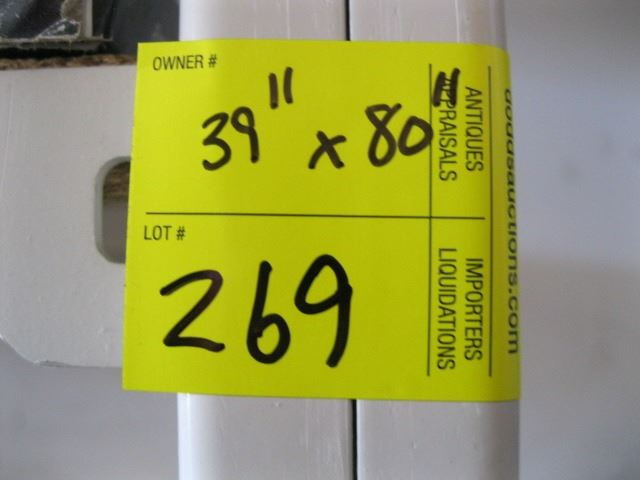 OWNER #
39" x 80"
LOT #
269
ANTIQUES
APPRAISALS
IMPORTERS
LIQUIDATIONS
doddsauctions.com